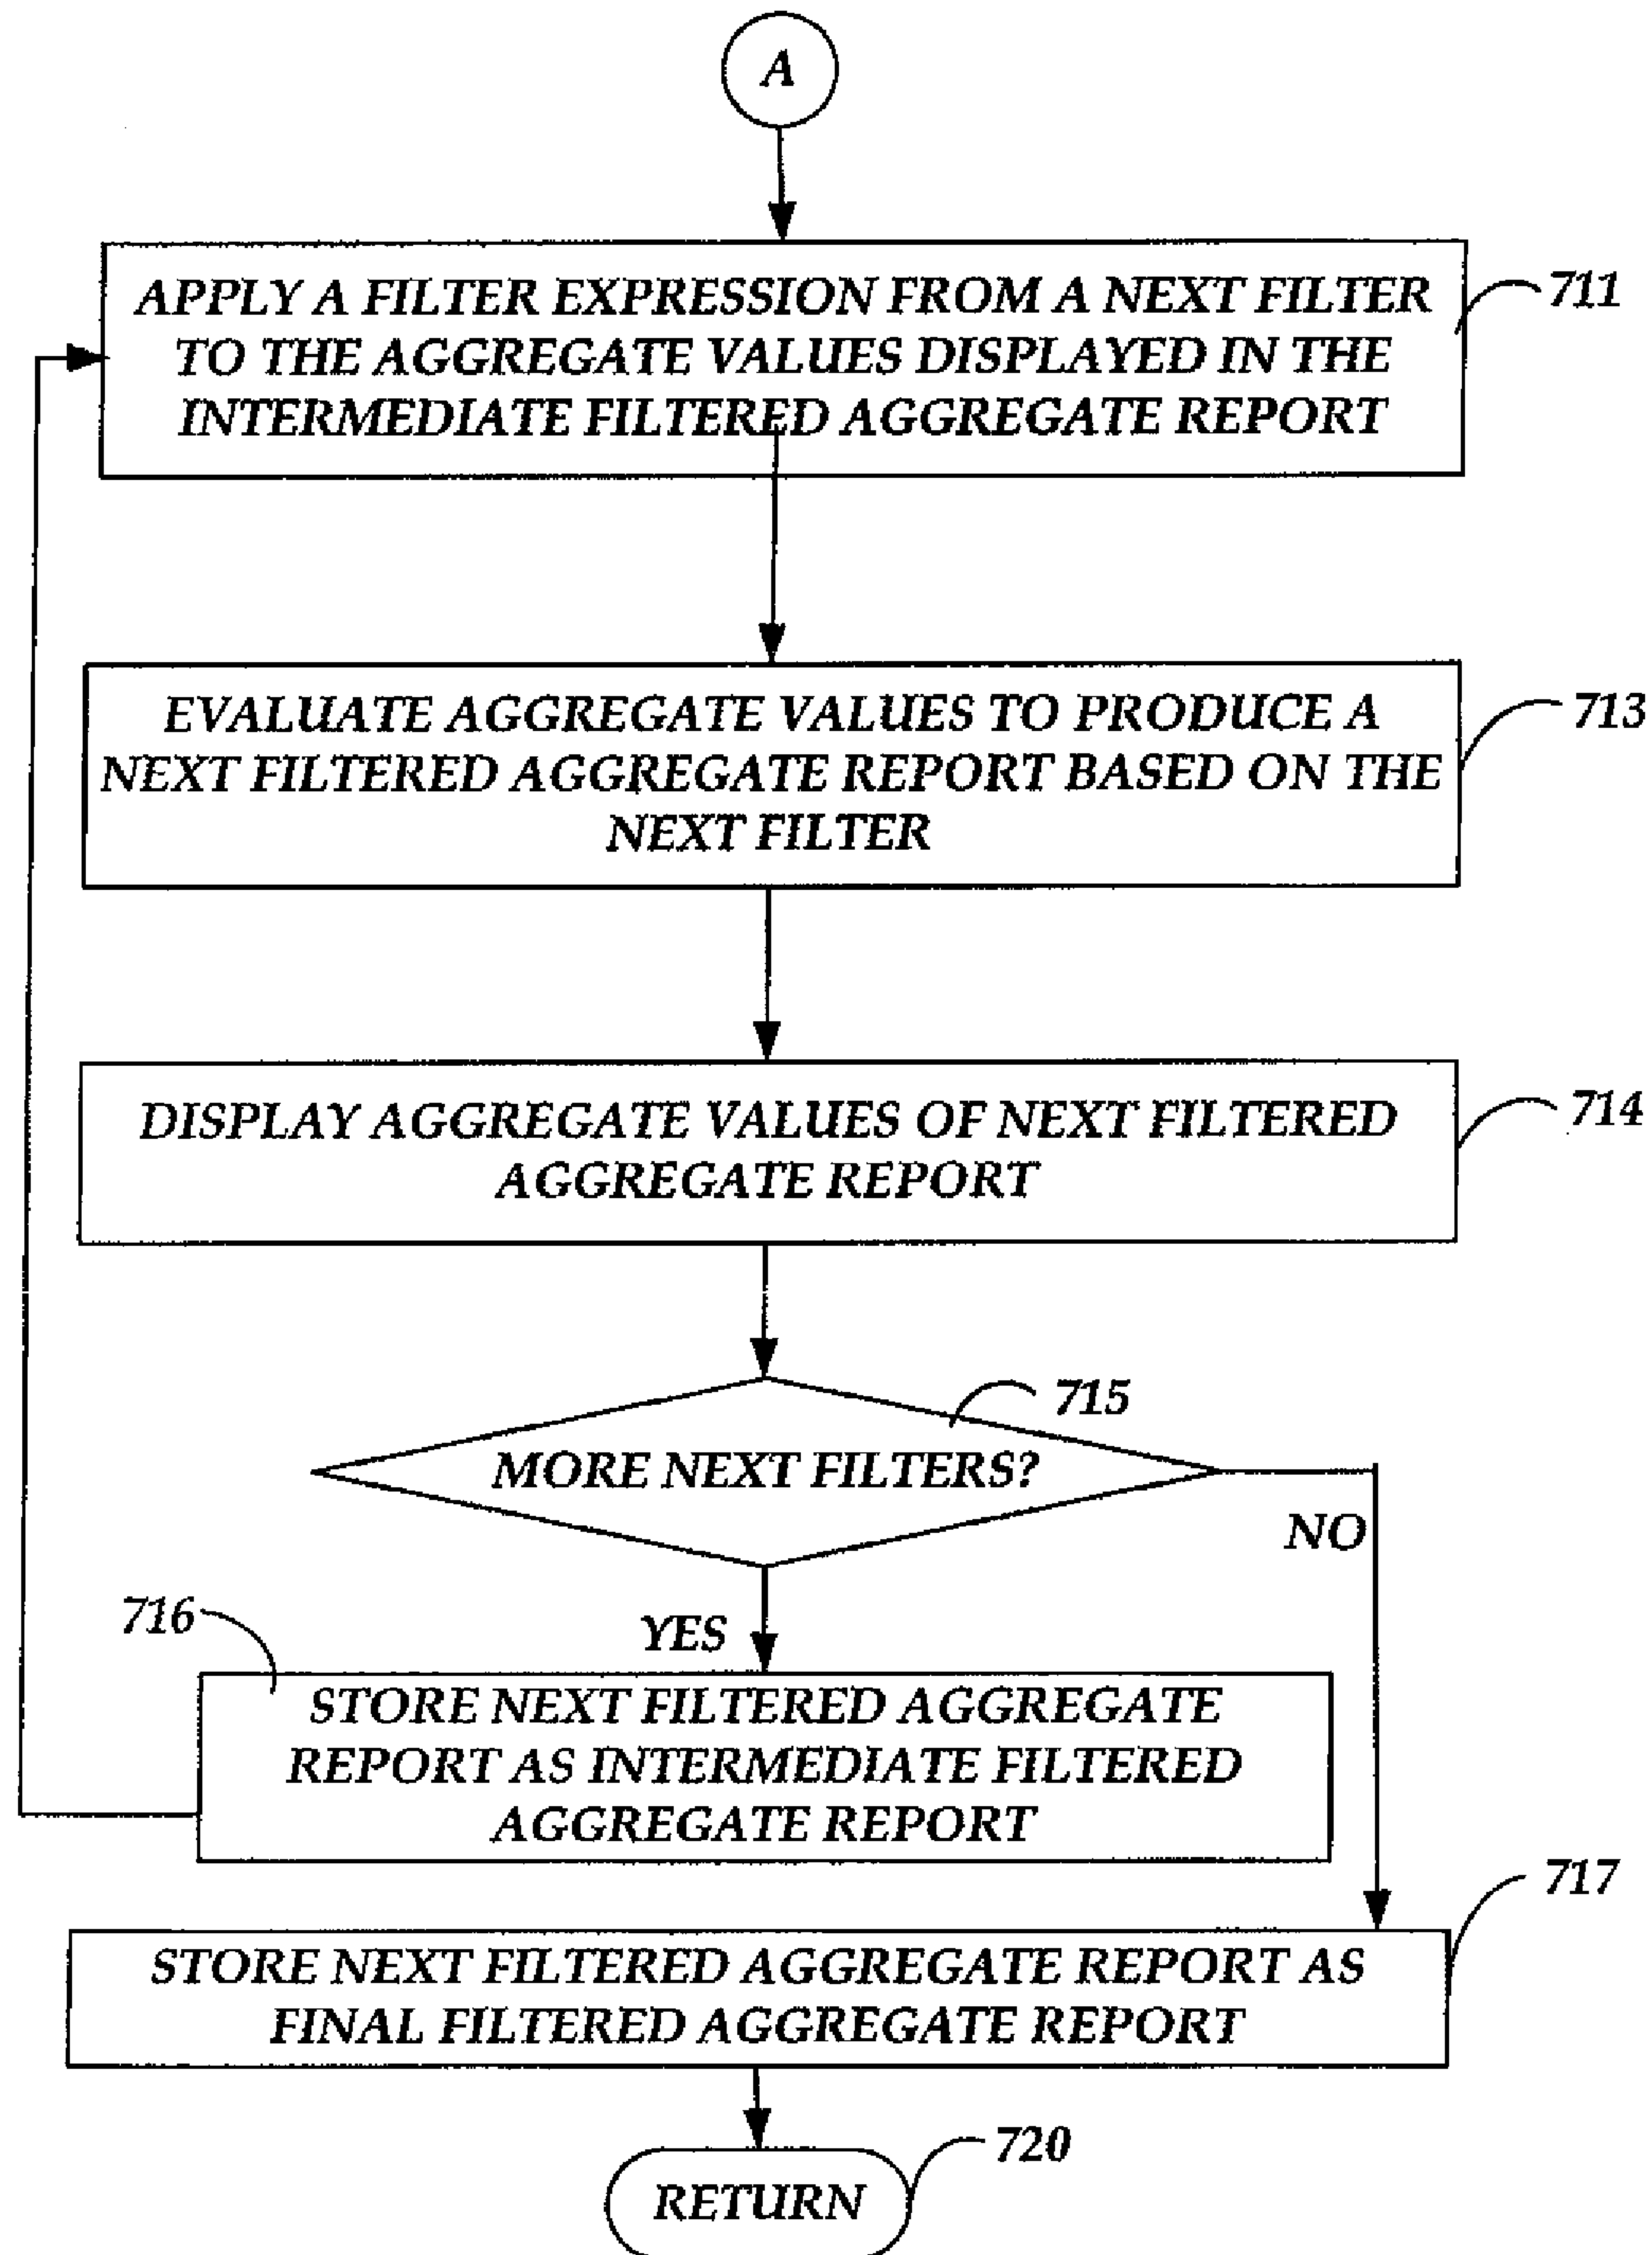 A
APPLY A FILTER EXPRESSION FROM A NEXT FILTER
TO THE AGGREGATE VALUES DISPLAYED IN THE
INTERMEDIATE FILTERED AGGREGATE REPORT
711
EVALUATE AGGREGATE VALUES TO PRODUCE A
NEXT FILTERED AGGREGATE REPORT BASED ON THE
NEXT FILTER
713
DISPLAY AGGREGATE VALUES OF NEXT FILTERED
AGGREGATE REPORT
714
715
MORE NEXT FILTERS?
NO
YES
716
STORE NEXT FILTERED AGGREGATE
REPORT AS INTERMEDIATE FILTERED
AGGREGATE REPORT
717
STORE NEXT FILTERED AGGREGATE REPORT AS
FINAL FILTERED AGGREGATE REPORT
720
RETURN